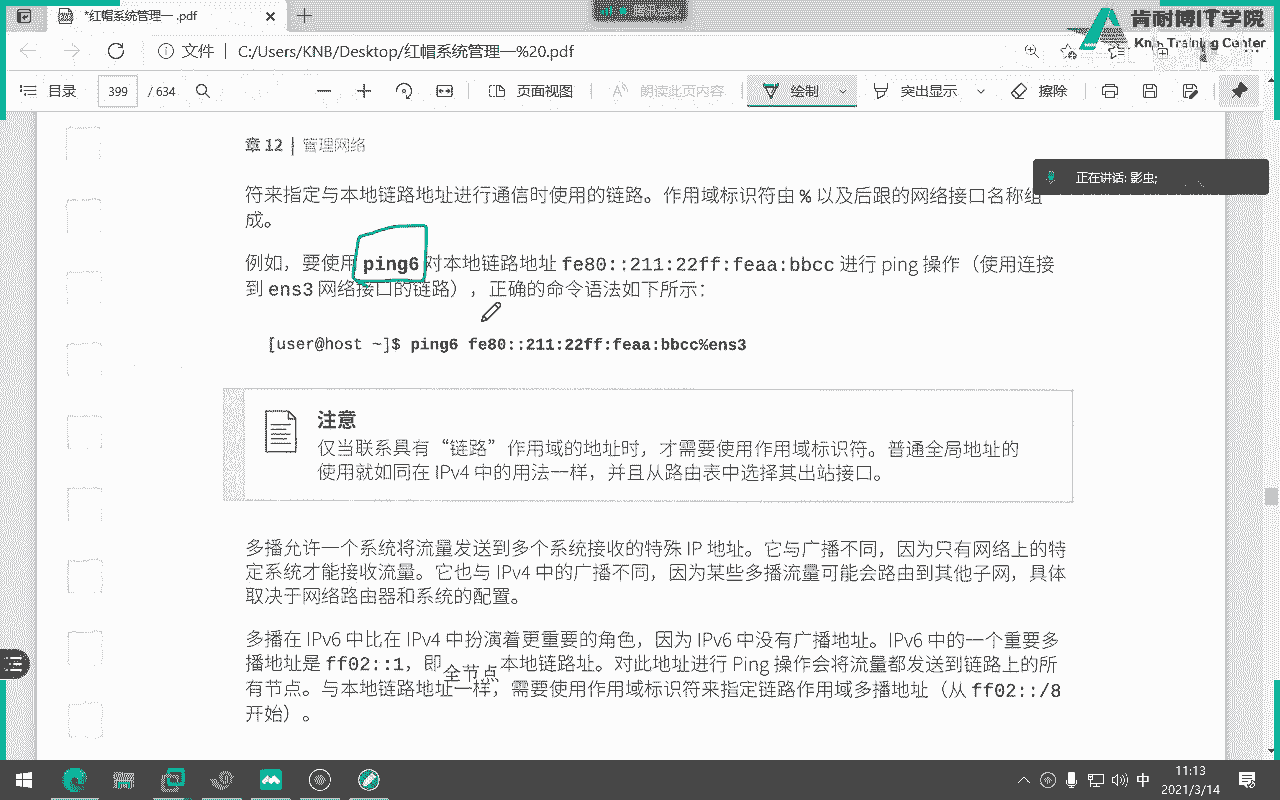 *红帽系统管理一 .pdf
肯耐博IT学院
KNB Training Center
文件
C:/Users/KNB/Desktop/红帽系统管理一%20.pdf
目录
399
/ 634
页面视图
朗读此页内容
绘制
突出显示
擦除
章 12 | 管理网络
正在讲话: 影虫;
符来指定与本地链路地址进行通信时使用的链路。作用域标识符由 % 以及后跟的网络接口名称组
成。
例如，要使用 ping6 对本地链路地址 fe80::211:22ff:feaa:bbcc 进行 ping 操作（使用连接
到 ens3 网络接口的链路），正确的命令语法如下所示：
[user@host ~]$ ping6 fe80::211:22ff:feaa:bbcc%ens3
注意
仅当联系具有“链路”作用域的地址时，才需要使用作用域标识符。普通全局地址的
使用就如同在 IPv4 中的用法一样，并且从路由表中选择其出站接口。
多播允许一个系统将流量发送到多个系统接收的特殊 IP 地址。它与广播不同，因为只有网络上的特
定系统才能接收流量。它也与 IPv4 中的广播不同，因为某些多播流量可能会路由到其他子网，具体
取决于网络路由器和系统的配置。
多播在 IPv6 中比在 IPv4 中扮演着更重要的角色，因为 IPv6 中没有广播地址。IPv6 中的一个重要多
播地址是 ff02::1，即 全节点 本地链路址。对此地址进行 Ping 操作会将流量都发送到链路上的所
有节点。与本地链路地址一样，需要使用作用域标识符来指定链路作用域多播地址（从 ff02::/8
开始）。
中
11:13
2021/3/14